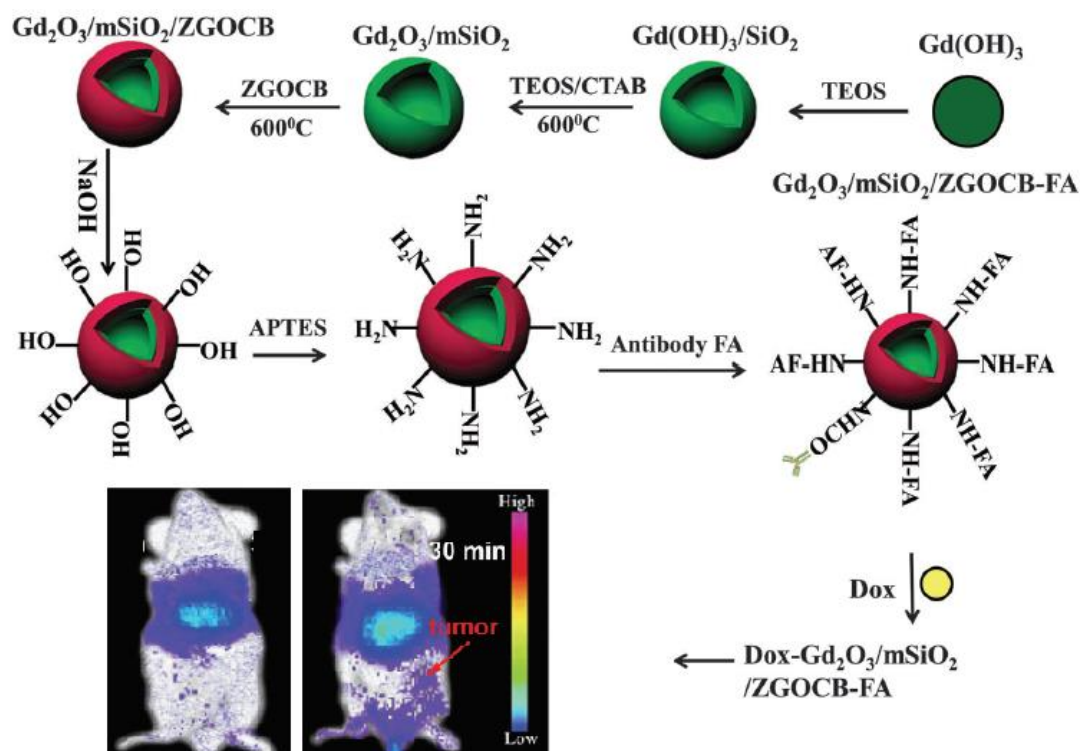 Gd₂O₃/mSiO₂/ZGOCB
Gd₂O₃/mSiO₂
Gd(OH)₃/SiO₂
Gd(OH)₃
ZGOCB
600⁰C
TEOS/CTAB
600⁰C
TEOS
NaOH
Gd₂O₃/mSiO₂/ZGOCB-FA
HO
HO
OH
HO
OH
HO
OH
OH
APTES
H₂N
NH₂
NH₂
H₂N
NH₂
H₂N
NH₂
NH₂
Antibody FA
AF-HN
NH-FA
NH-FA
AF-HN
NH-FA
OCHN
NH-FA
NH-FA
High
30 min
tumor
Low
Dox
Dox-Gd₂O₃/mSiO₂
/ZGOCB-FA